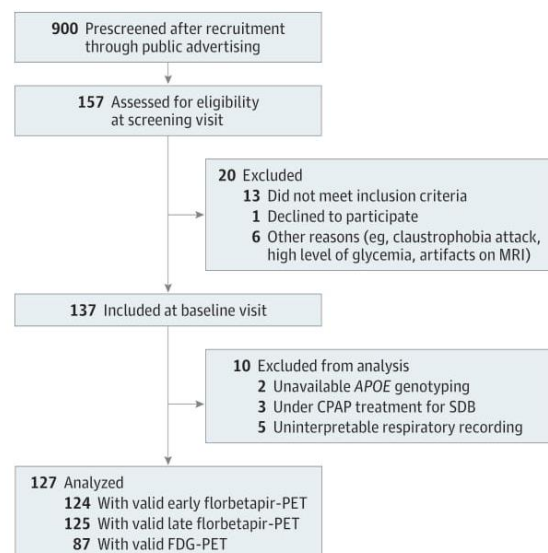 900 Prescreened after recruitment
through public advertising
157 Assessed for eligibility
at screening visit
20 Excluded
13 Did not meet inclusion criteria
1 Declined to participate
6 Other reasons (eg, claustrophobia attack,
high level of glycemia, artifacts on MRI)
137 Included at baseline visit
10 Excluded from analysis
2 Unavailable APOE genotyping
3 Under CPAP treatment for SDB
5 Uninterpretable respiratory recording
127 Analyzed
124 With valid early florbetapir-PET
125 With valid late florbetapir-PET
87 With valid FDG-PET